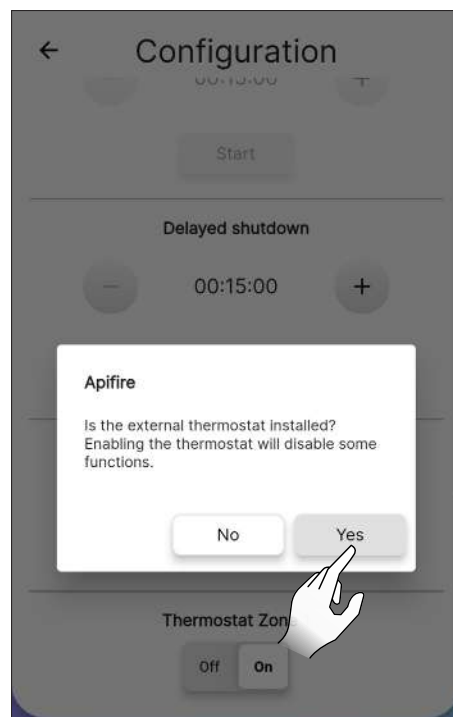 Configuration
Start
Delayed shutdown
00:15:00
Apifire
Is the external thermostat installed?
Enabling the thermostat will disable some
functions.
No Yes
Thermostat Zon
Off On